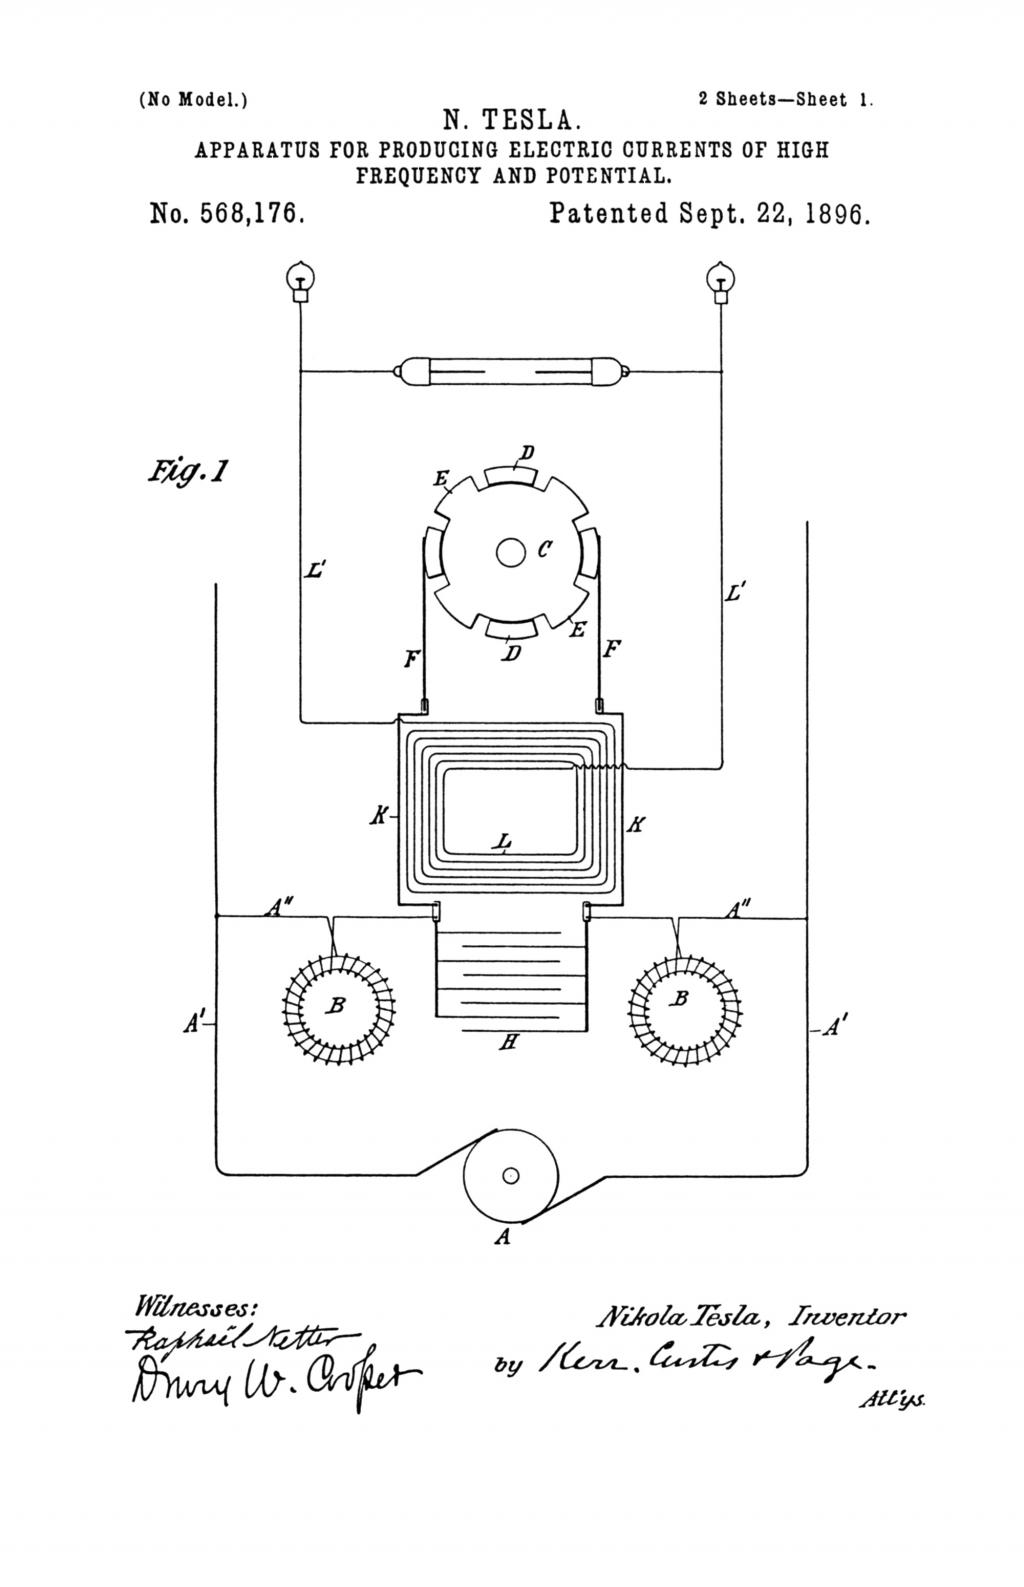 (No Model.)
2 Sheets—Sheet 1.
N. TESLA.
APPARATUS FOR PRODUCING ELECTRIC CURRENTS OF HIGH
FREQUENCY AND POTENTIAL.
No. 568,176.
Patented Sept. 22, 1896.
Fig. 1
D
E
C
L'
L'
E
D
F
F
K
K
L
A"
A"
B
B
A'
A'
H
A
Witnesses:
Raphaël Netter
Drury W. Cooper
Nikola Tesla, Inventor
by Kerr, Curtis & Page.
Att'ys.